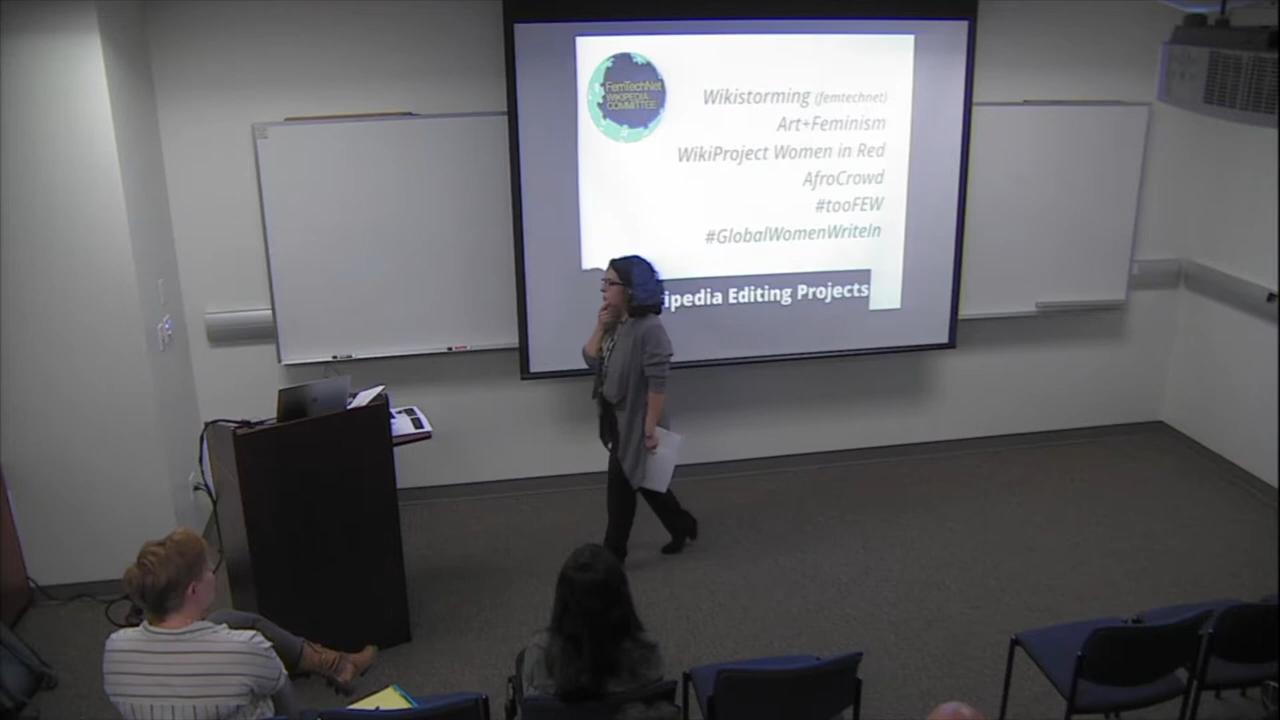 FemTechNet
WIKIPEDIA
COMMITTEE
Wikistorming (femtechnet)
Art+Feminism
WikiProject Women in Red
AfroCrowd
#tooFEW
#GlobalWomenWriteIn
ipedia Editing Projects